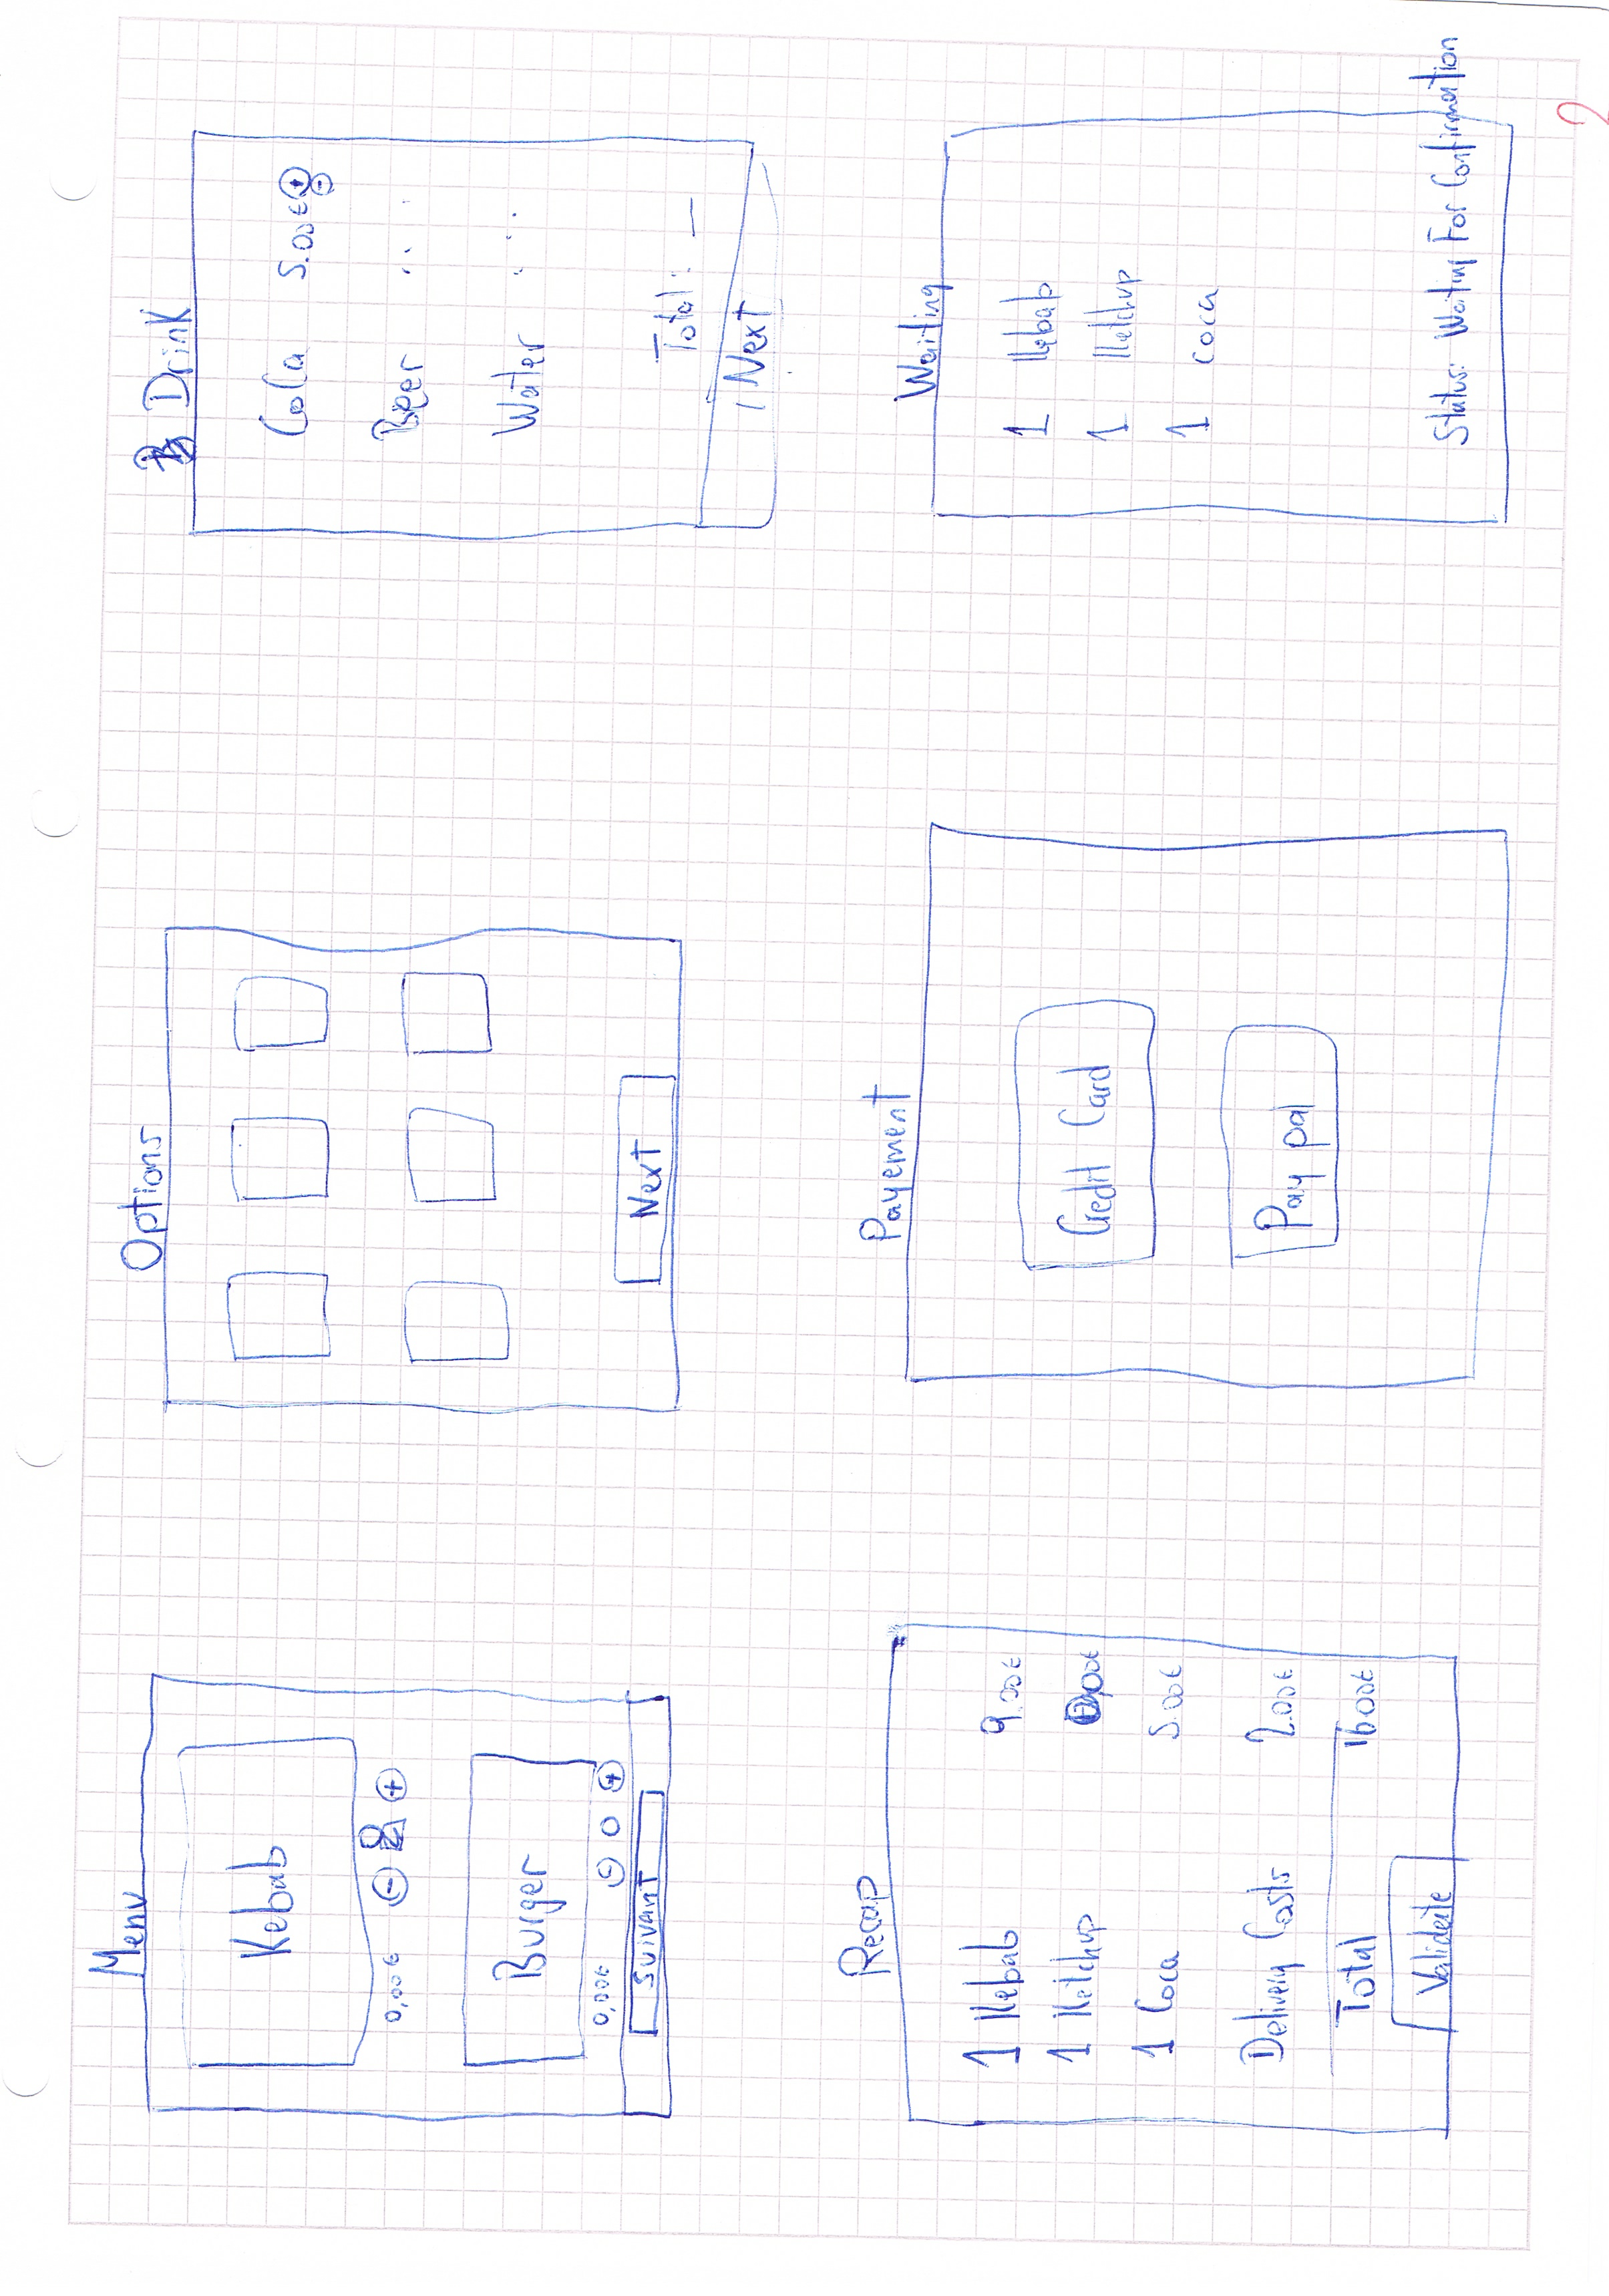 Menu
Kebab
0,00€ - +
Burger
0,00€ - 0 +
Suivant
Options
Next
Drink
CoCa 5.00€ +
-
Beer ....
Water ....
Total: _
Next
Recap
1 Kebab 9.00€
1 Ketchup 0,00€
1 Coca 5.00€
Delivery Costs 2.00€
Total 16.00€
Validate
Payement
Credit Card
Pay pal
Waiting
1 Kebab
1 Ketchup
1 coca
Status: Waiting For Confirmation
2